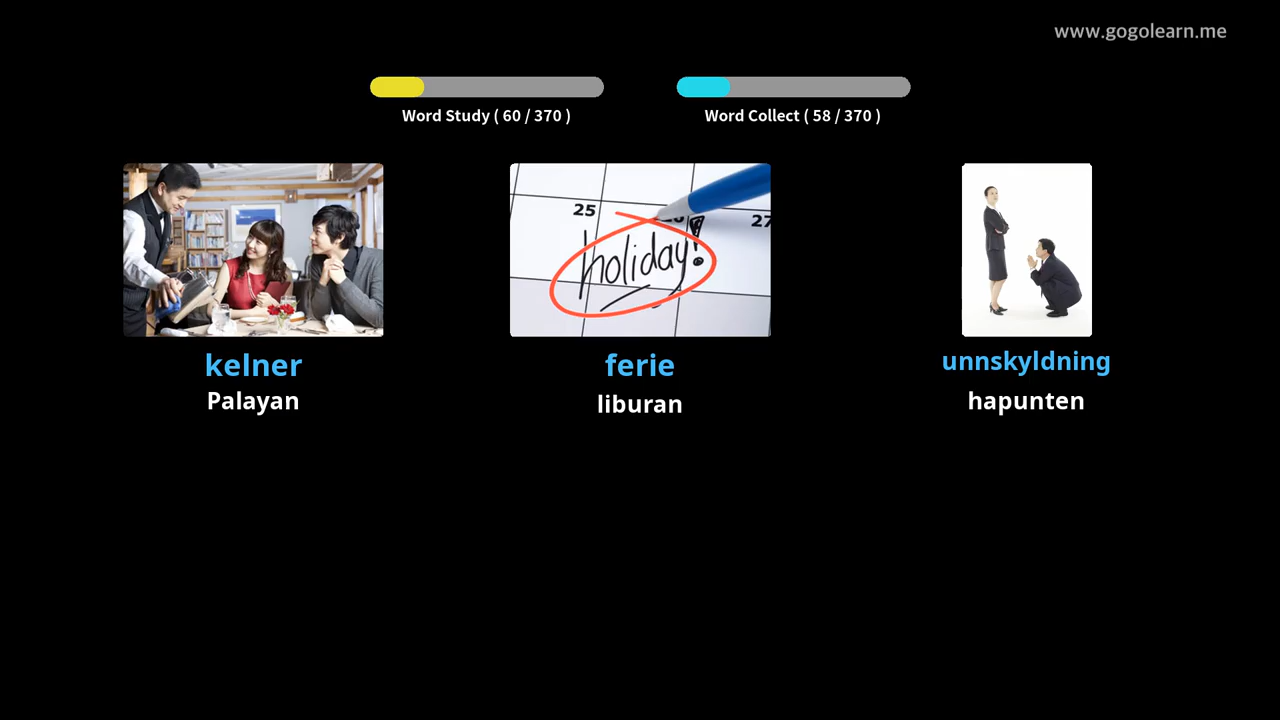 www.gogolearn.me
Word Study ( 60 / 370 )
Word Collect ( 58 / 370 )
25
27
holiday!
kelner
ferie
unnskyldning
Palayan
liburan
hapunten